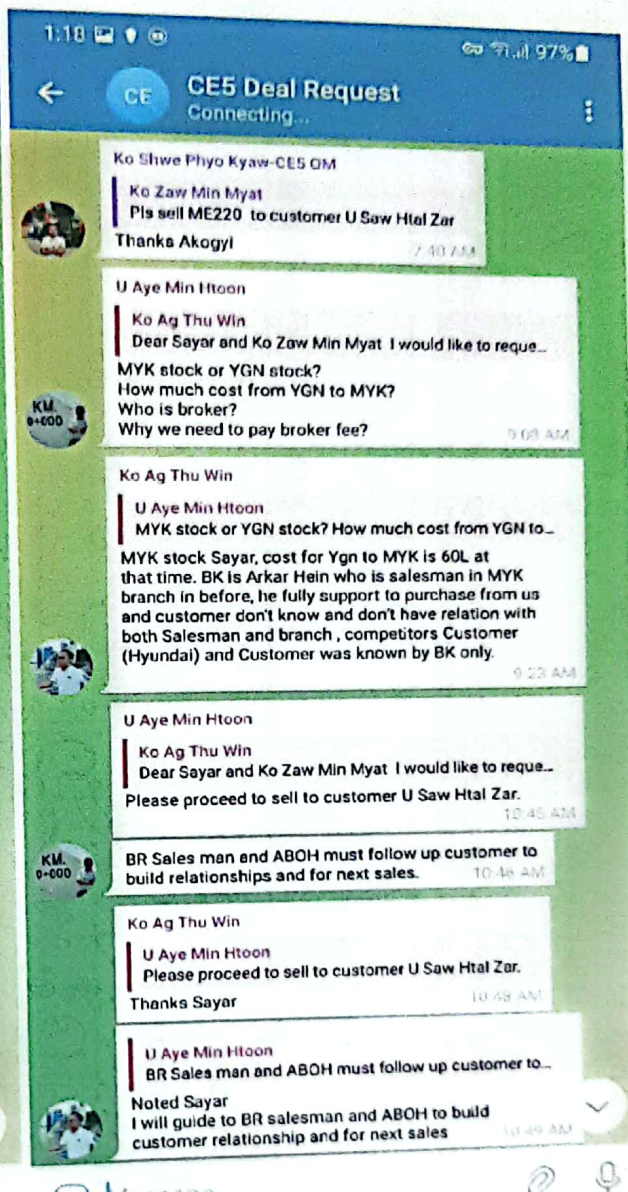 1:18
97%
CE
CE5 Deal Request
Connecting...
Ko Shwe Phyo Kyaw-CE5 OM
Ko Zaw Min Myat
Pls sell ME220 to customer U Saw Htal Zar
Thanks Akogyi
7:40 AM
U Aye Min Htoon
Ko Ag Thu Win
Dear Sayar and Ko Zaw Min Myat I would like to reque...
MYK stock or YGN stock?
How much cost from YGN to MYK?
Who is broker?
Why we need to pay broker fee?
9:08 AM
KM.
0+000
Ko Ag Thu Win
U Aye Min Htoon
MYK stock or YGN stock? How much cost from YGN to...
MYK stock Sayar, cost for Ygn to MYK is 60L at
that time. BK is Arkar Hein who is salesman in MYK
branch in before, he fully support to purchase from us
and customer don't know and don't have relation with
both Salesman and branch , competitors Customer
(Hyundai) and Customer was known by BK only.
9:23 AM
U Aye Min Htoon
Ko Ag Thu Win
Dear Sayar and Ko Zaw Min Myat I would like to reque...
Please proceed to sell to customer U Saw Htal Zar.
10:45 AM
BR Sales man and ABOH must follow up customer to
build relationships and for next sales.
10:46 AM
KM.
0+000
Ko Ag Thu Win
U Aye Min Htoon
Please proceed to sell to customer U Saw Htal Zar.
Thanks Sayar
10:48 AM
U Aye Min Htoon
BR Sales man and ABOH must follow up customer to...
Noted Sayar
I will guide to BR salesman and ABOH to build
customer relationship and for next sales
10:49 AM